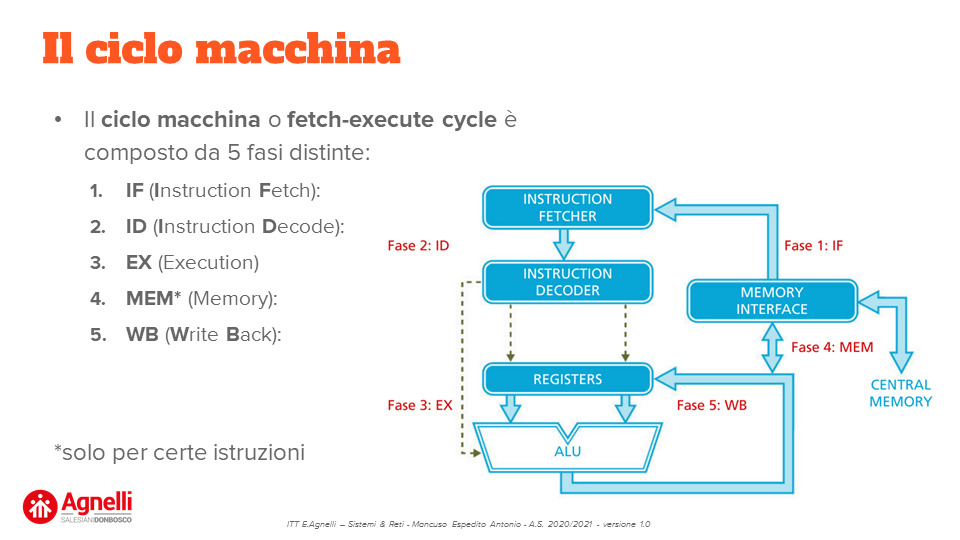 Il ciclo macchina
• Il ciclo macchina o fetch-execute cycle è
composto da 5 fasi distinte:
1. IF (Instruction Fetch):
2. ID (Instruction Decode):
3. EX (Execution)
4. MEM* (Memory):
5. WB (Write Back):
*solo per certe istruzioni
INSTRUCTION
FETCHER
Fase 2: ID
Fase 1: IF
INSTRUCTION
DECODER
MEMORY
INTERFACE
Fase 4: MEM
REGISTERS
CENTRAL
MEMORY
Fase 3: EX
Fase 5: WB
ALU
Agnelli
SALESIANI DONBOSCO
ITT E.Agnelli – Sistemi & Reti - Mancuso Espedito Antonio - A.S. 2020/2021 - versione 1.0